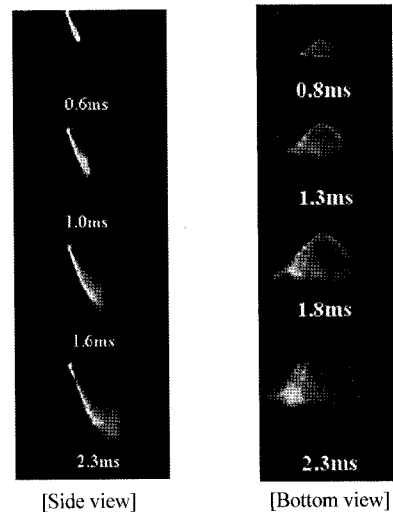 0.6ms
1.0ms
1.6ms
2.3ms
[Side view]
0.8ms
1.3ms
1.8ms
2.3ms
[Bottom view]